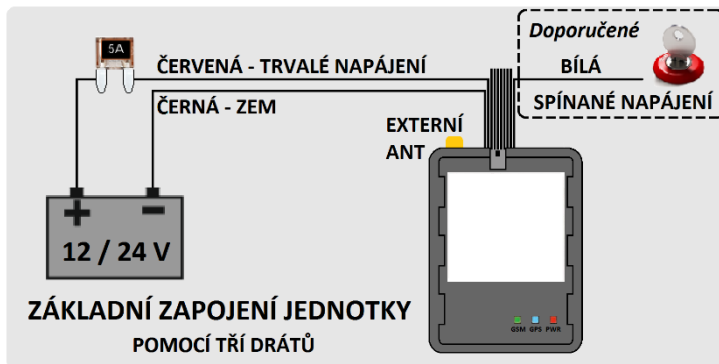 5A
ČERVENÁ - TRVALÉ NAPÁJENÍ
ČERNÁ - ZEM
Doporučené
BÍLÁ
SPÍNANÉ NAPÁJENÍ
EXTERNÍ
ANT
+ −
12 / 24 V
GSM GPS PWR
ZÁKLADNÍ ZAPOJENÍ JEDNOTKY
POMOCÍ TŘÍ DRÁTŮ